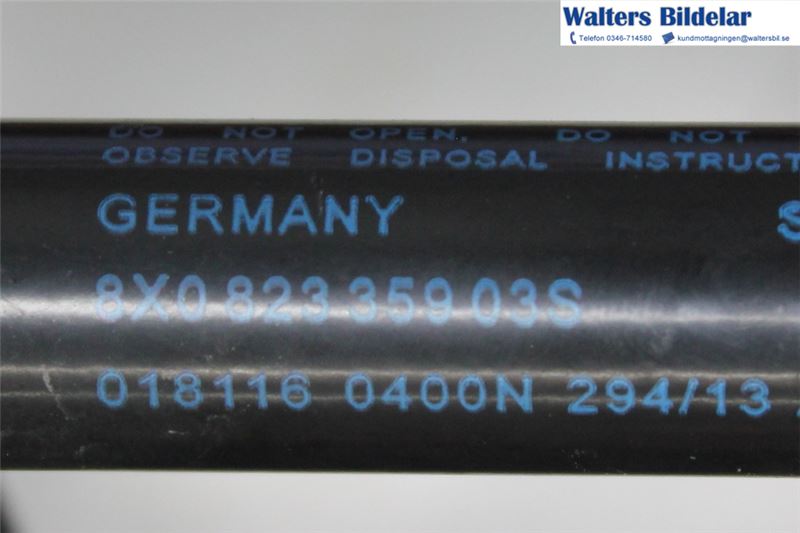 Walters Bildelar
Telefon 0346-714580 kundmottagningen@waltersbil.se
DO NOT OPEN. DO NOT
OBSERVE DISPOSAL INSTRUCT
GERMANY S
8X0 823 359 03S
018116 0400N 294/13